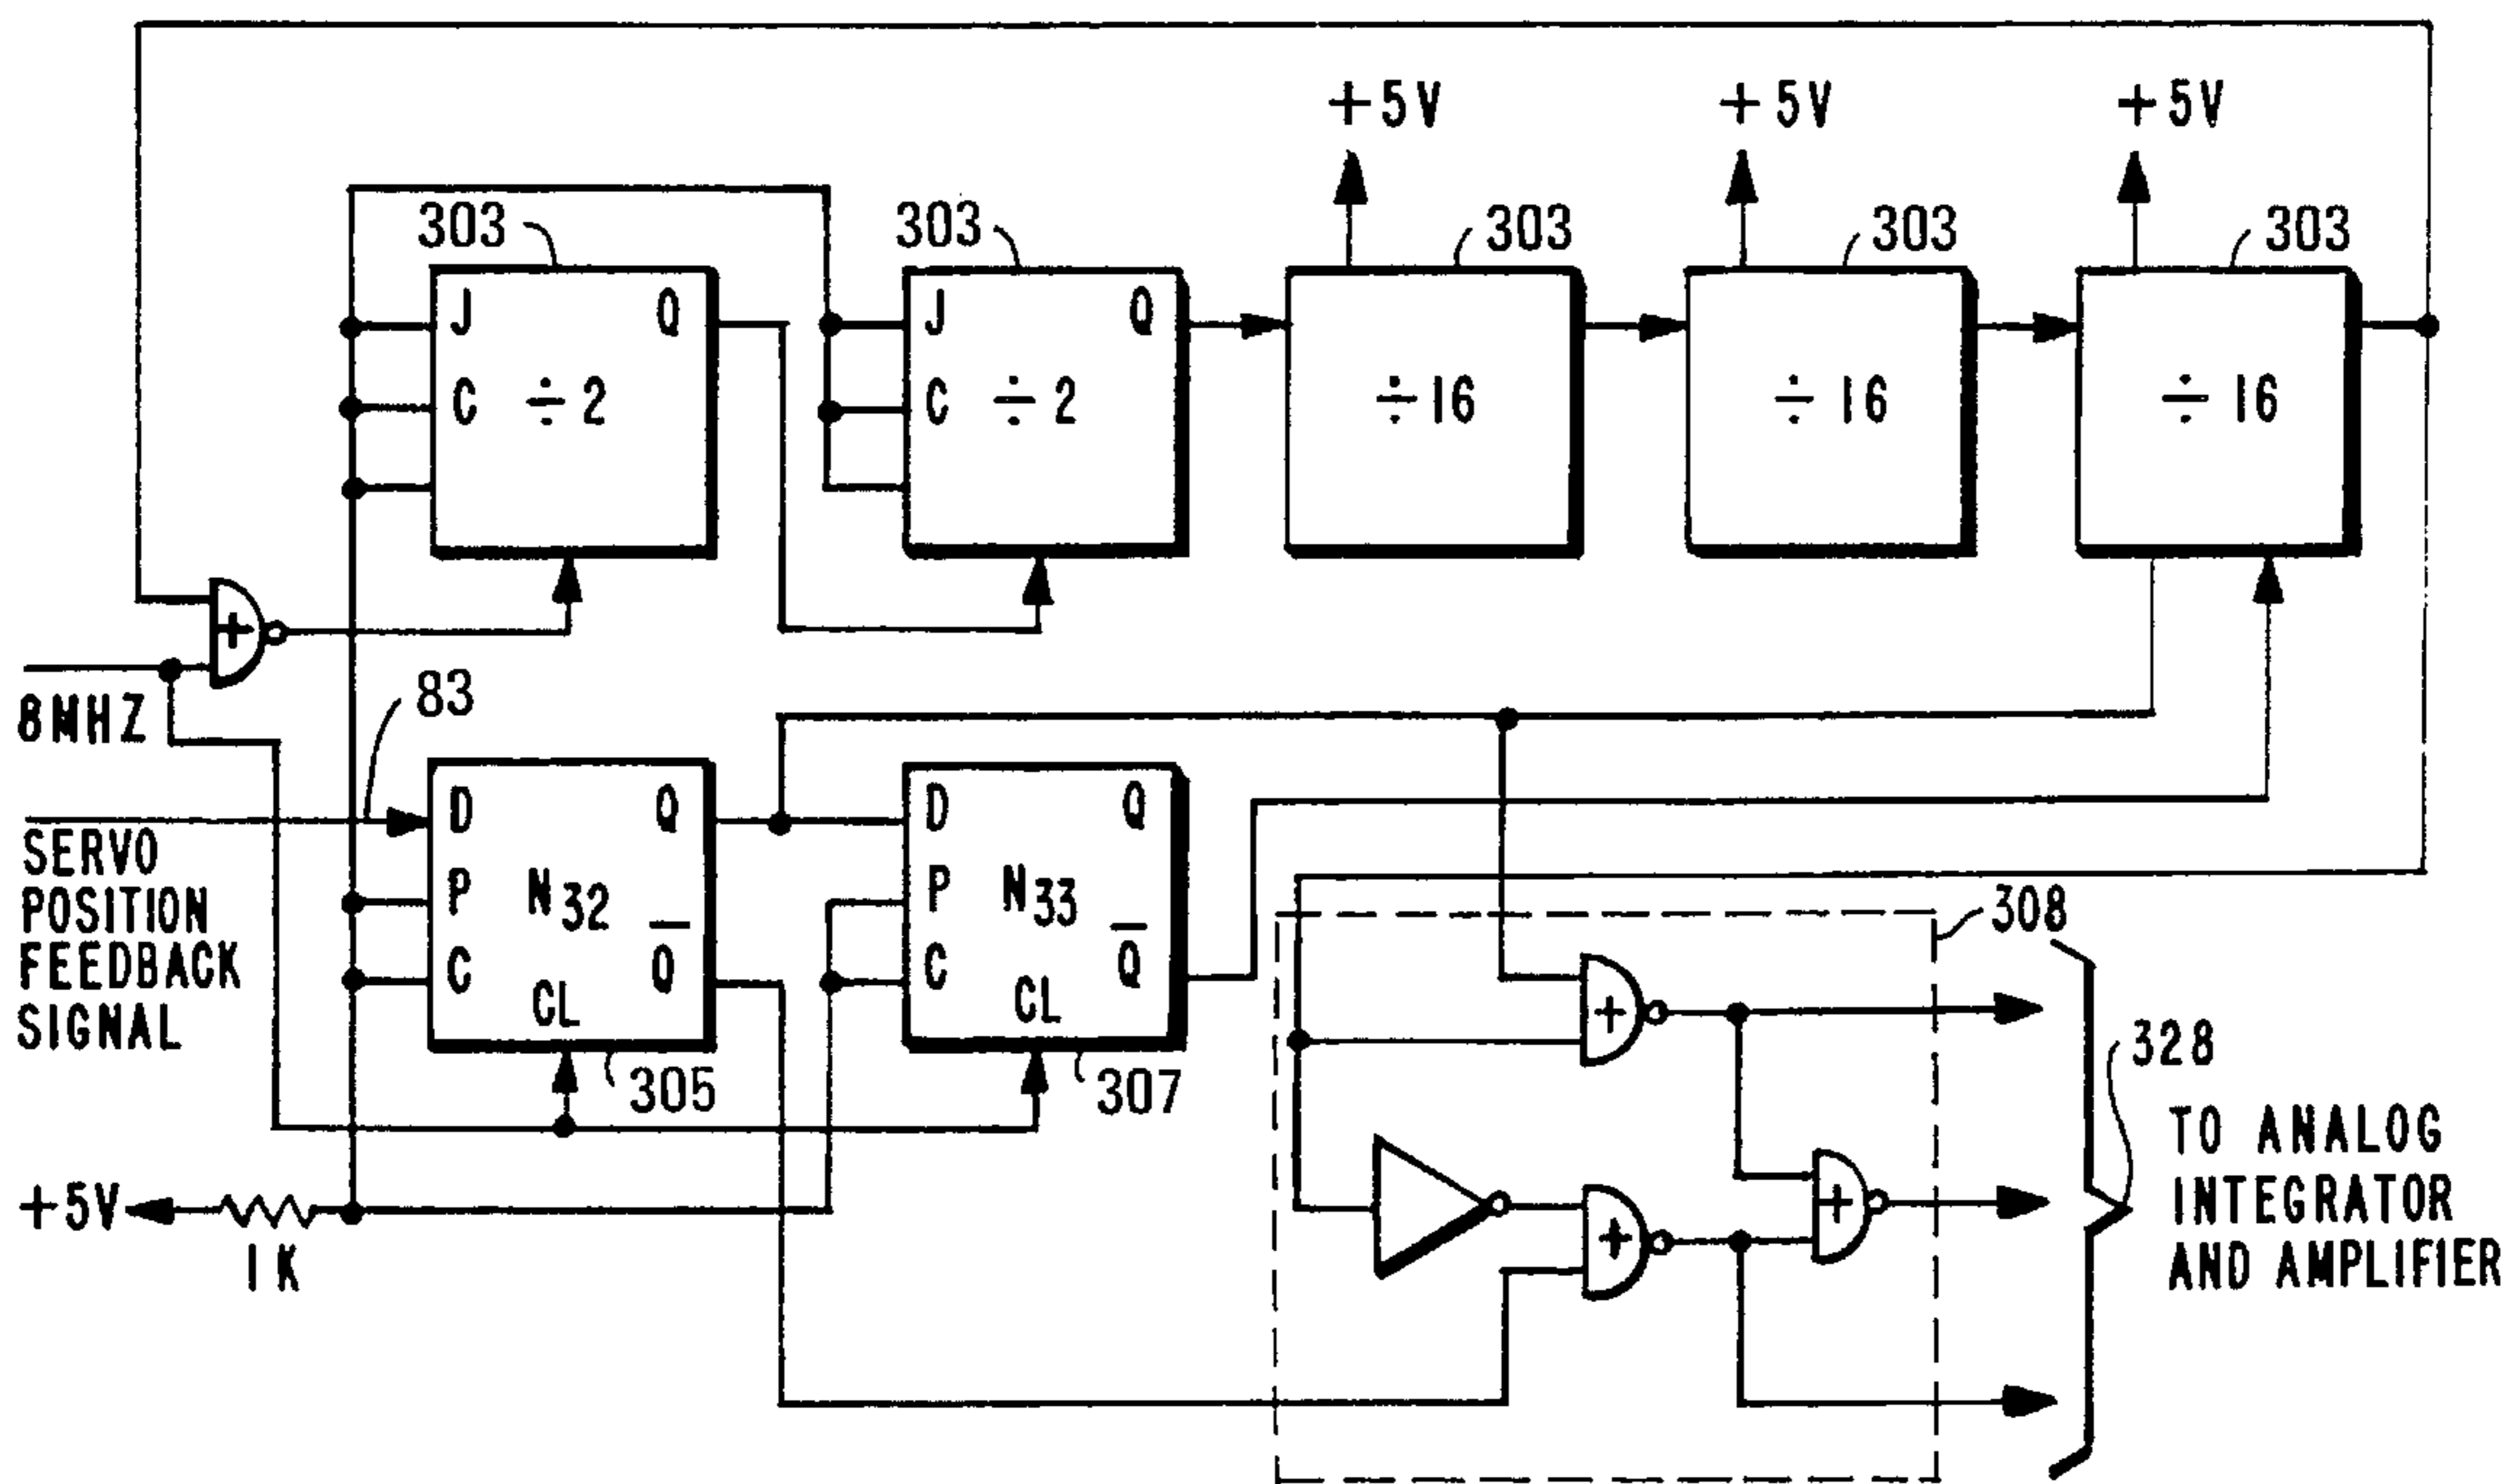 +5V
+5V
+5V
303
303
303
303
303
J Q
C ÷2
J Q
C ÷2
÷16
÷16
÷16
+
8MHZ
83
SERVO
POSITION
FEEDBACK
SIGNAL
D Q
P N32
C Q̅
CL
305
D Q
P N33
C Q̅
CL
307
308
+
+
+
328
TO ANALOG
INTEGRATOR
AND AMPLIFIER
+5V
1K